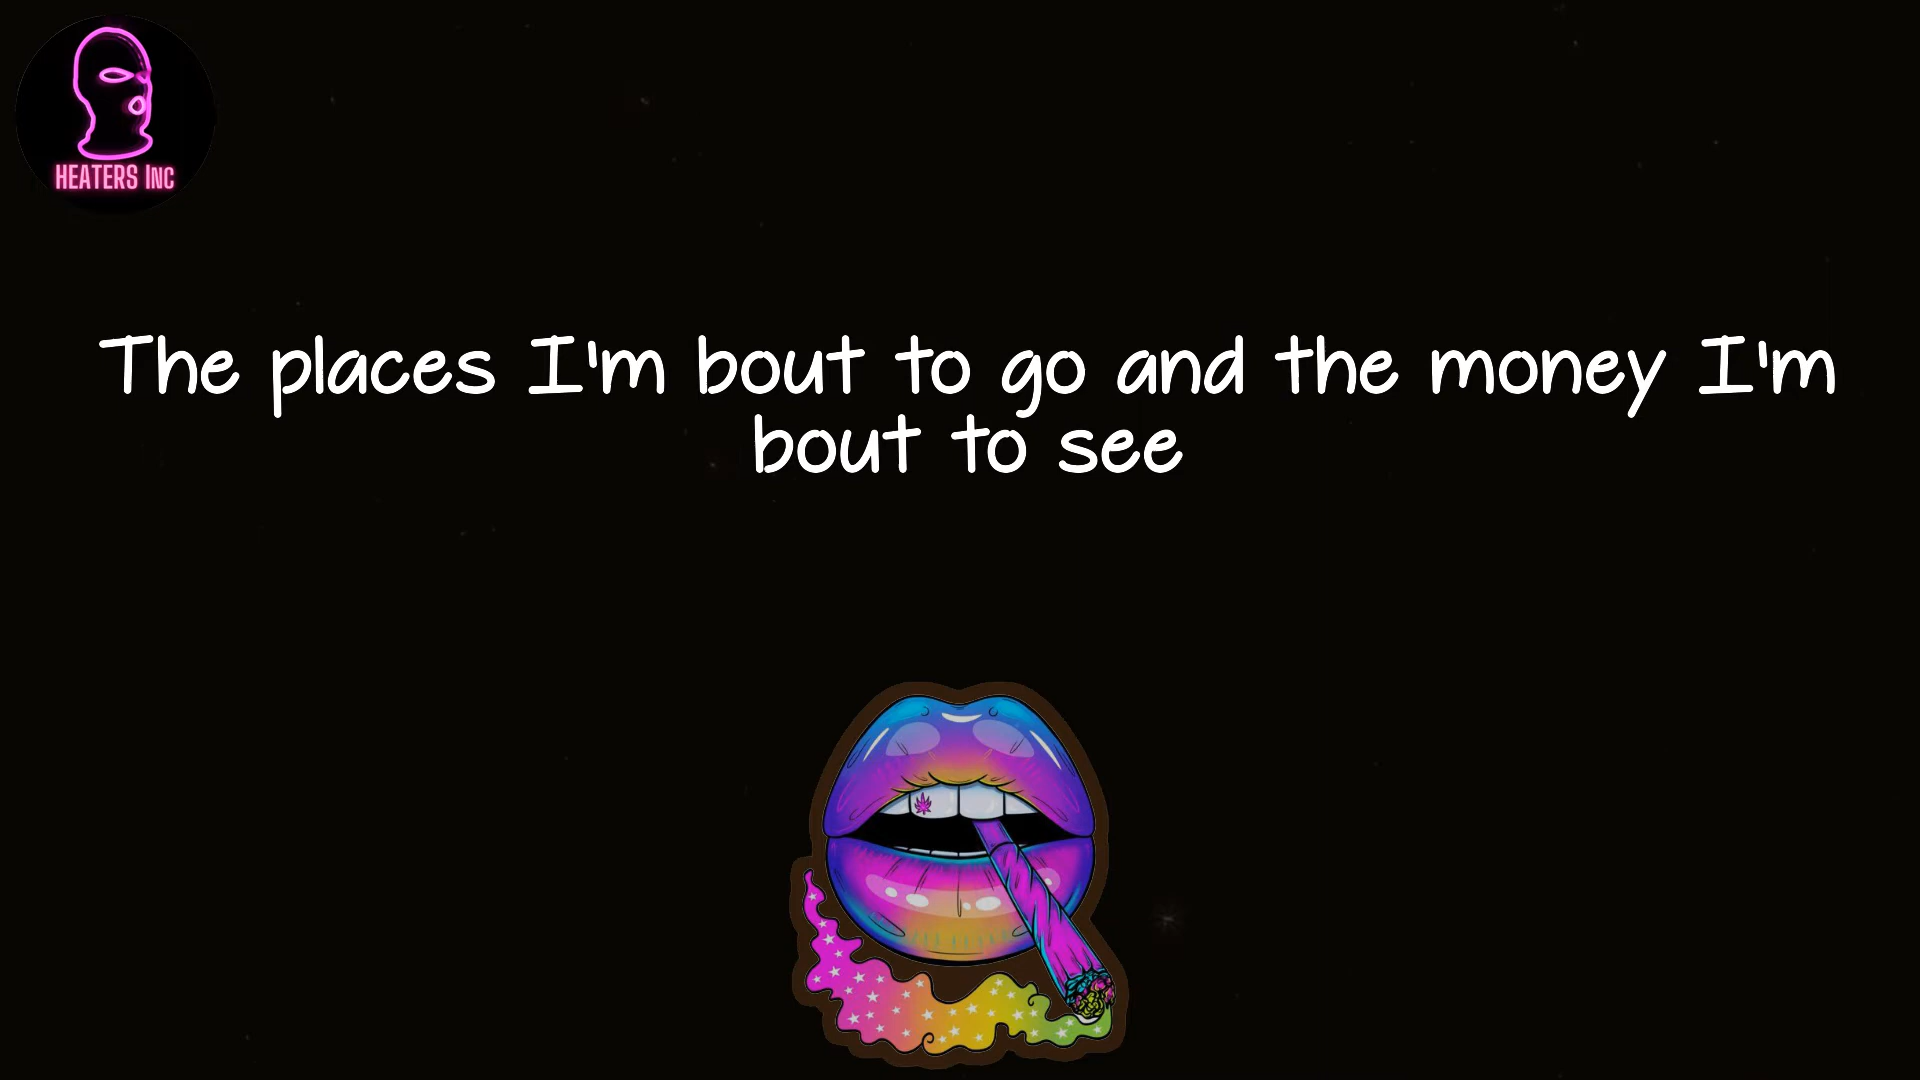 HEATERS INC
The places I'm bout to go and the money I'm
bout to see